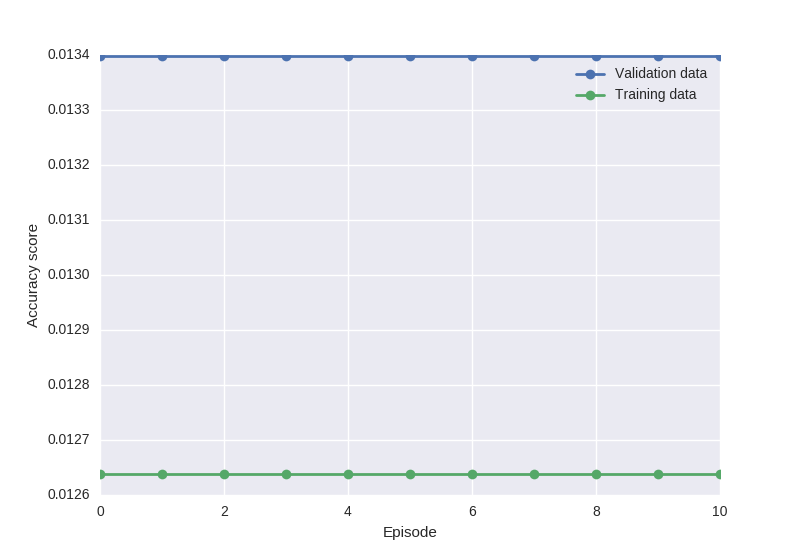 0.0134
0.0133
0.0132
0.0131
0.0130
0.0129
0.0128
0.0127
0.0126
Accuracy score
Validation data
Training data
0 2 4 6 8 10
Episode